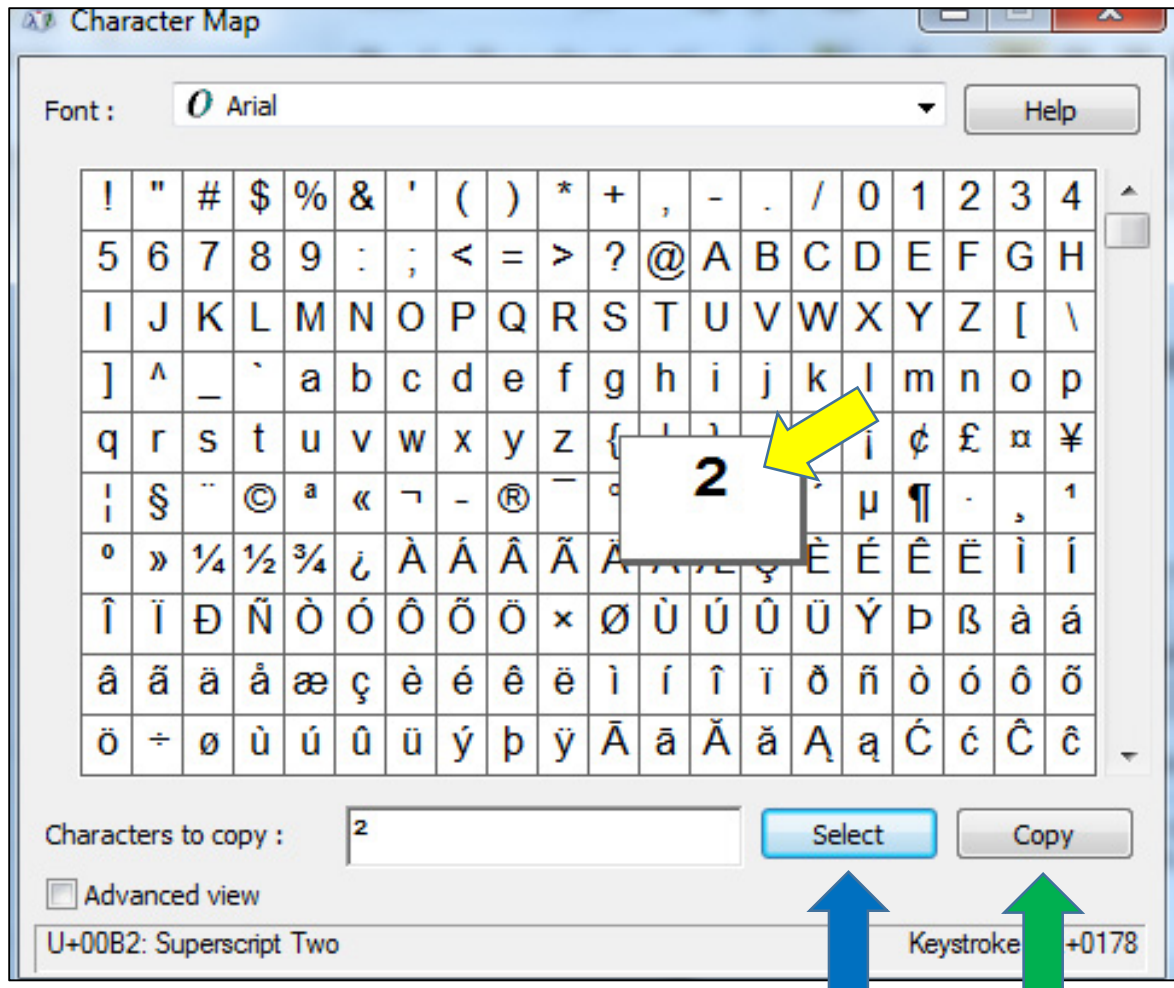 Character Map
Font :
O Arial
Help
! " # $ % & ' ( ) * + , - . / 0 1 2 3 4
5 6 7 8 9 : ; < = > ? @ A B C D E F G H
I J K L M N O P Q R S T U V W X Y Z [ \
] ^ _ ` a b c d e f g h i j k l m n o p
q r s t u v w x y z { ¡ ¢ £ ¤ ¥
¦ § ¨ © ª « ¬ - ® ¯ ° ² ´ µ ¶ · ¸ ¹
º » ¼ ½ ¾ ¿ À Á Â Ã Ä Å Æ Ç È É Ê Ë Ì Í
Î Ï Ð Ñ Ò Ó Ô Õ Ö × Ø Ù Ú Û Ü Ý Þ ß à á
â ã ä å æ ç è é ê ë ì í î ï ð ñ ò ó ô õ
ö ÷ ø ù ú û ü ý þ ÿ Ā ā Ă ă Ą ą Ć ć Ĉ ĉ
Characters to copy :
²
Select
Copy
Advanced view
U+00B2: Superscript Two
Keystroke +0178